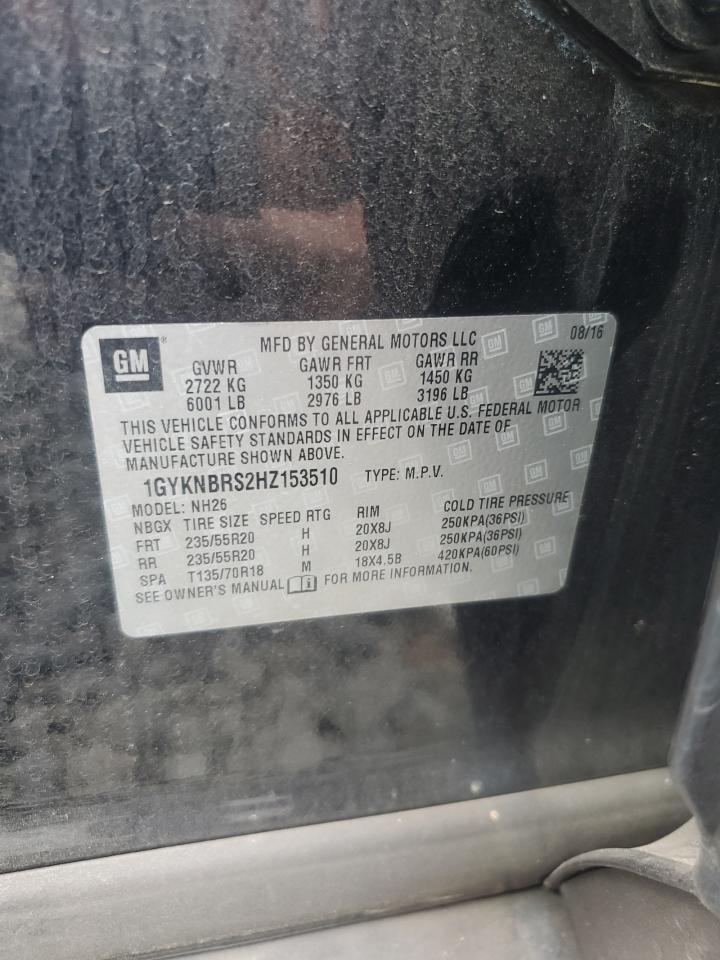 GM ® MFD BY GENERAL MOTORS LLC 08/16
GVWR GAWR FRT GAWR RR
2722 KG 1350 KG 1450 KG
6001 LB 2976 LB 3196 LB
THIS VEHICLE CONFORMS TO ALL APPLICABLE U.S. FEDERAL MOTOR
VEHICLE SAFETY STANDARDS IN EFFECT ON THE DATE OF
MANUFACTURE SHOWN ABOVE.
1GYKNBRS2HZ153510 TYPE: M.P.V.
MODEL: NH26
NBGX TIRE SIZE SPEED RTG RIM COLD TIRE PRESSURE
FRT 235/55R20 H 20X8J 250KPA(36PSI)
RR 235/55R20 H 20X8J 250KPA(36PSI)
SPA T135/70R18 M 18X4.5B 420KPA(60PSI)
SEE OWNER'S MANUAL FOR MORE INFORMATION.